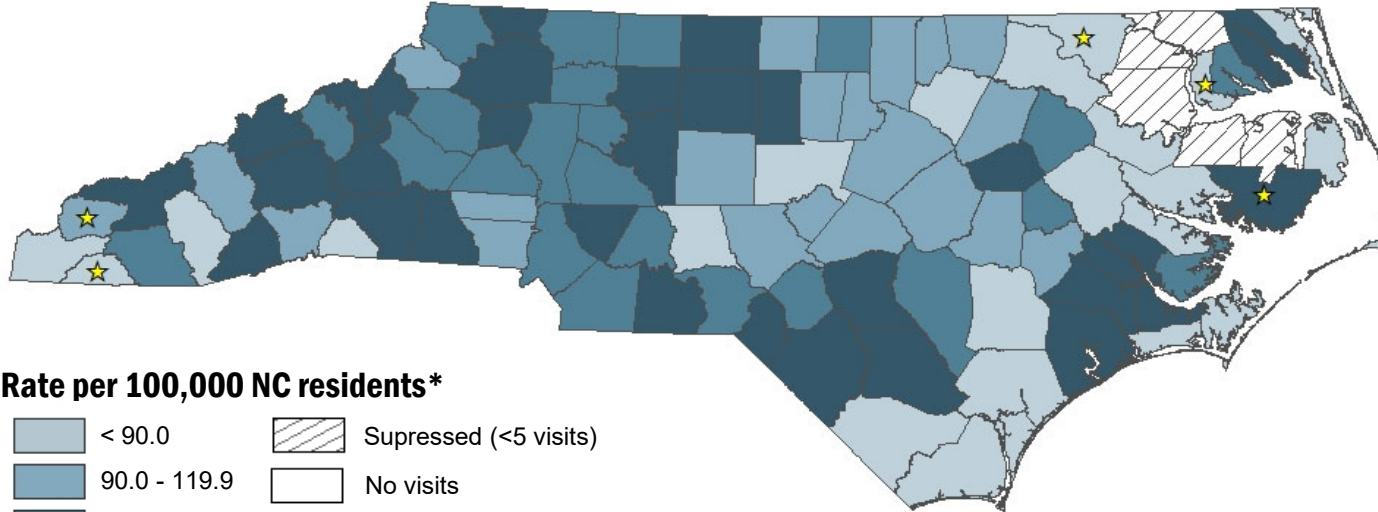 Rate per 100,000 NC residents*
< 90.0
Supressed (<5 visits)
90.0 - 119.9
No visits